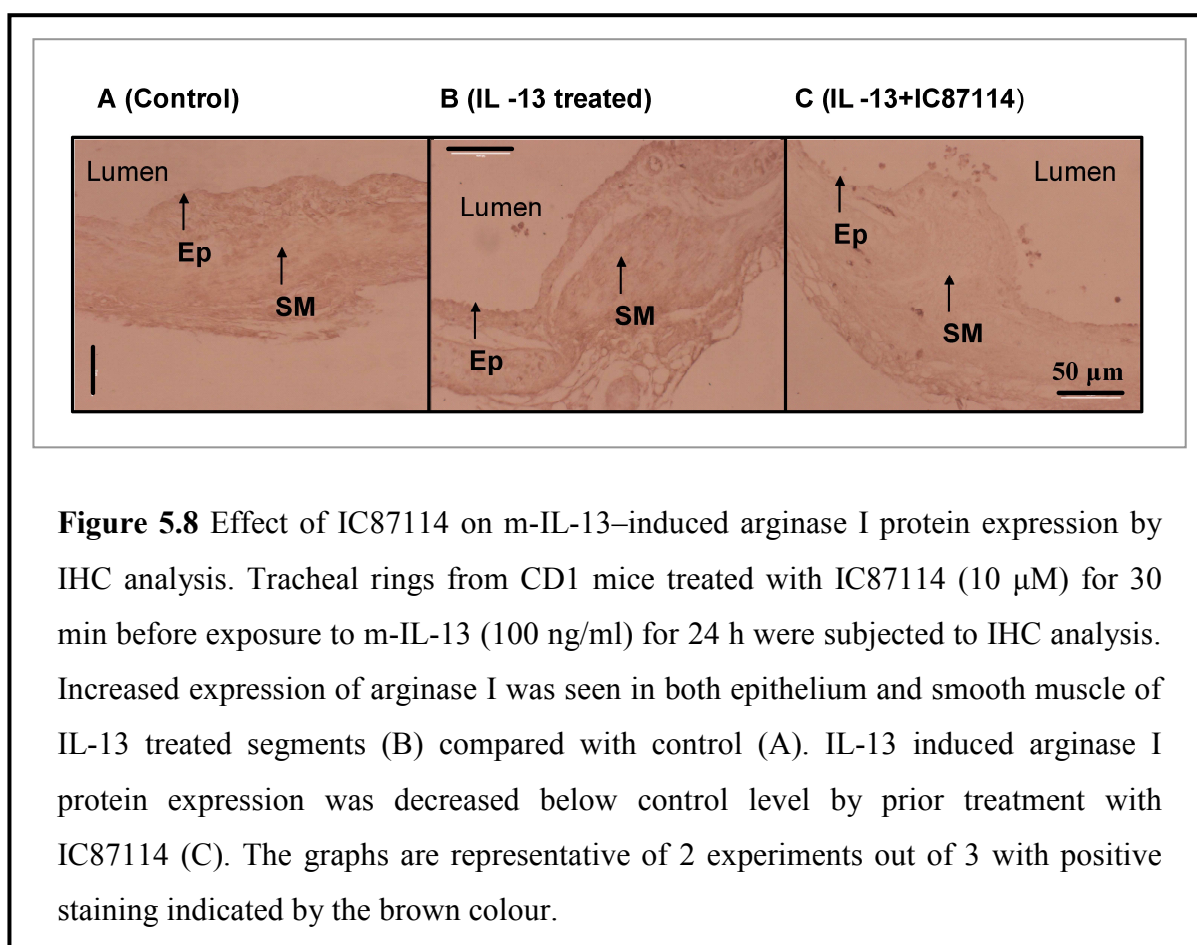 A (Control) B (IL -13 treated) C (IL -13+IC87114)
Lumen
Ep
SM
Lumen
SM
Ep
Lumen
Ep
SM
50 µm
Figure 5.8 Effect of IC87114 on m-IL-13–induced arginase I protein expression by
IHC analysis. Tracheal rings from CD1 mice treated with IC87114 (10 μM) for 30
min before exposure to m-IL-13 (100 ng/ml) for 24 h were subjected to IHC analysis.
Increased expression of arginase I was seen in both epithelium and smooth muscle of
IL-13 treated segments (B) compared with control (A). IL-13 induced arginase I
protein expression was decreased below control level by prior treatment with
IC87114 (C). The graphs are representative of 2 experiments out of 3 with positive
staining indicated by the brown colour.